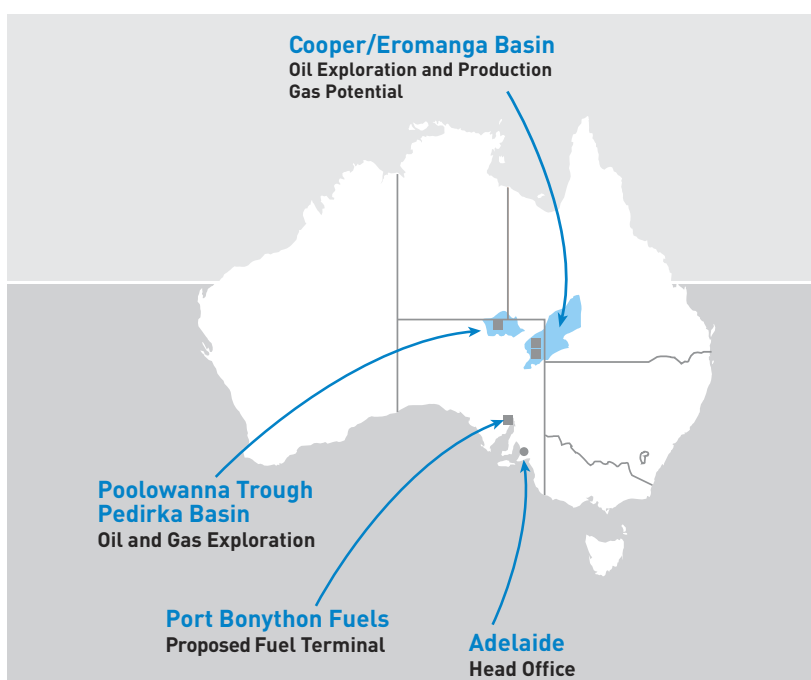 Cooper/Eromanga Basin
Oil Exploration and Production
Gas Potential
Poolowanna Trough
Pedirka Basin
Oil and Gas Exploration
Port Bonython Fuels
Proposed Fuel Terminal
Adelaide
Head Office